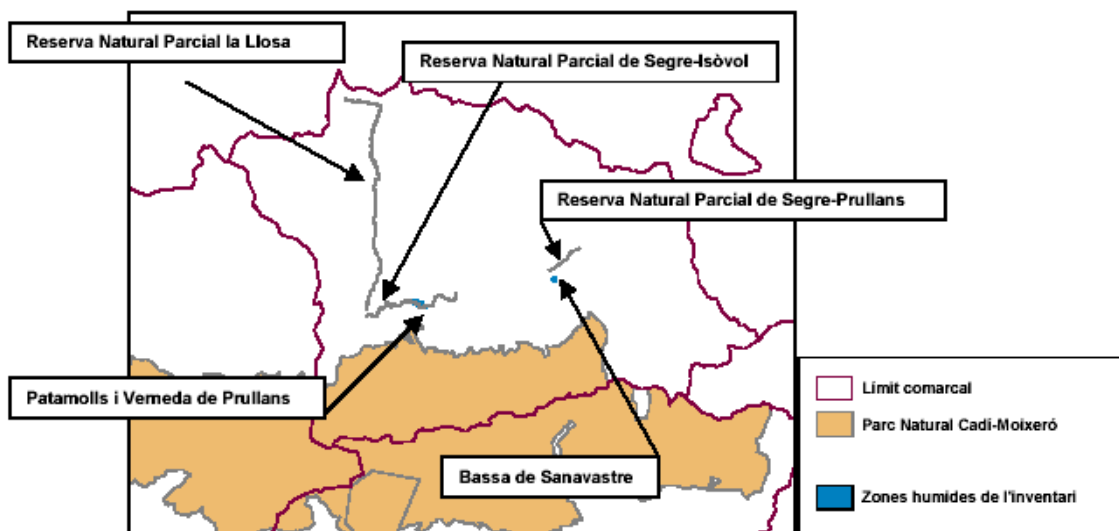 Reserva Natural Parcial la Llosa
Reserva Natural Parcial de Segre-Isòvol
Reserva Natural Parcial de Segre-Prullans
Patamolls i Verneda de Prullans
Bassa de Sanavastre
Límit comarcal
Parc Natural Cadí-Moixeró
Zones humides de l'inventari